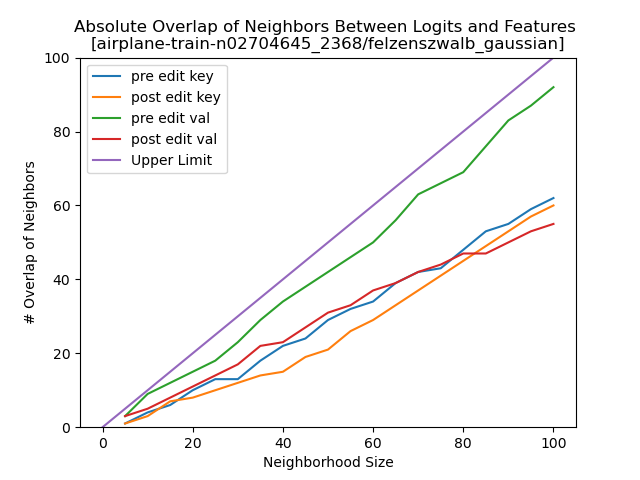 Absolute Overlap of Neighbors Between Logits and Features
[airplane-train-n02704645_2368/felzenszwalb_gaussian]
pre edit key
post edit key
pre edit val
post edit val
Upper Limit
# Overlap of Neighbors
100
80
60
40
20
0
0 20 40 60 80 100
Neighborhood Size